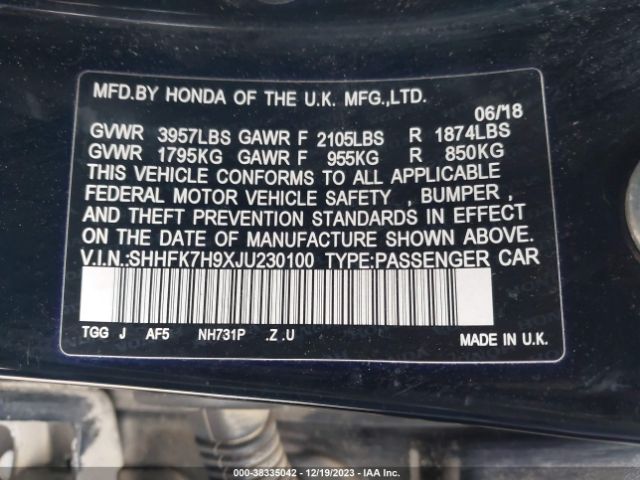 MFD.BY HONDA OF THE U.K. MFG.,LTD.
06/18
GVWR 3957LBS GAWR F 2105LBS R 1874LBS
GVWR 1795KG GAWR F 955KG R 850KG
THIS VEHICLE CONFORMS TO ALL APPLICABLE
FEDERAL MOTOR VEHICLE SAFETY , BUMPER ,
AND THEFT PREVENTION STANDARDS IN EFFECT
ON THE DATE OF MANUFACTURE SHOWN ABOVE.
V.I.N.:SHHFK7H9XJU230100 TYPE:PASSENGER CAR
TGG J AF5 NH731P .Z .U
MADE IN U.K.
000-38335042 - 12/19/2023 - IAA Inc.